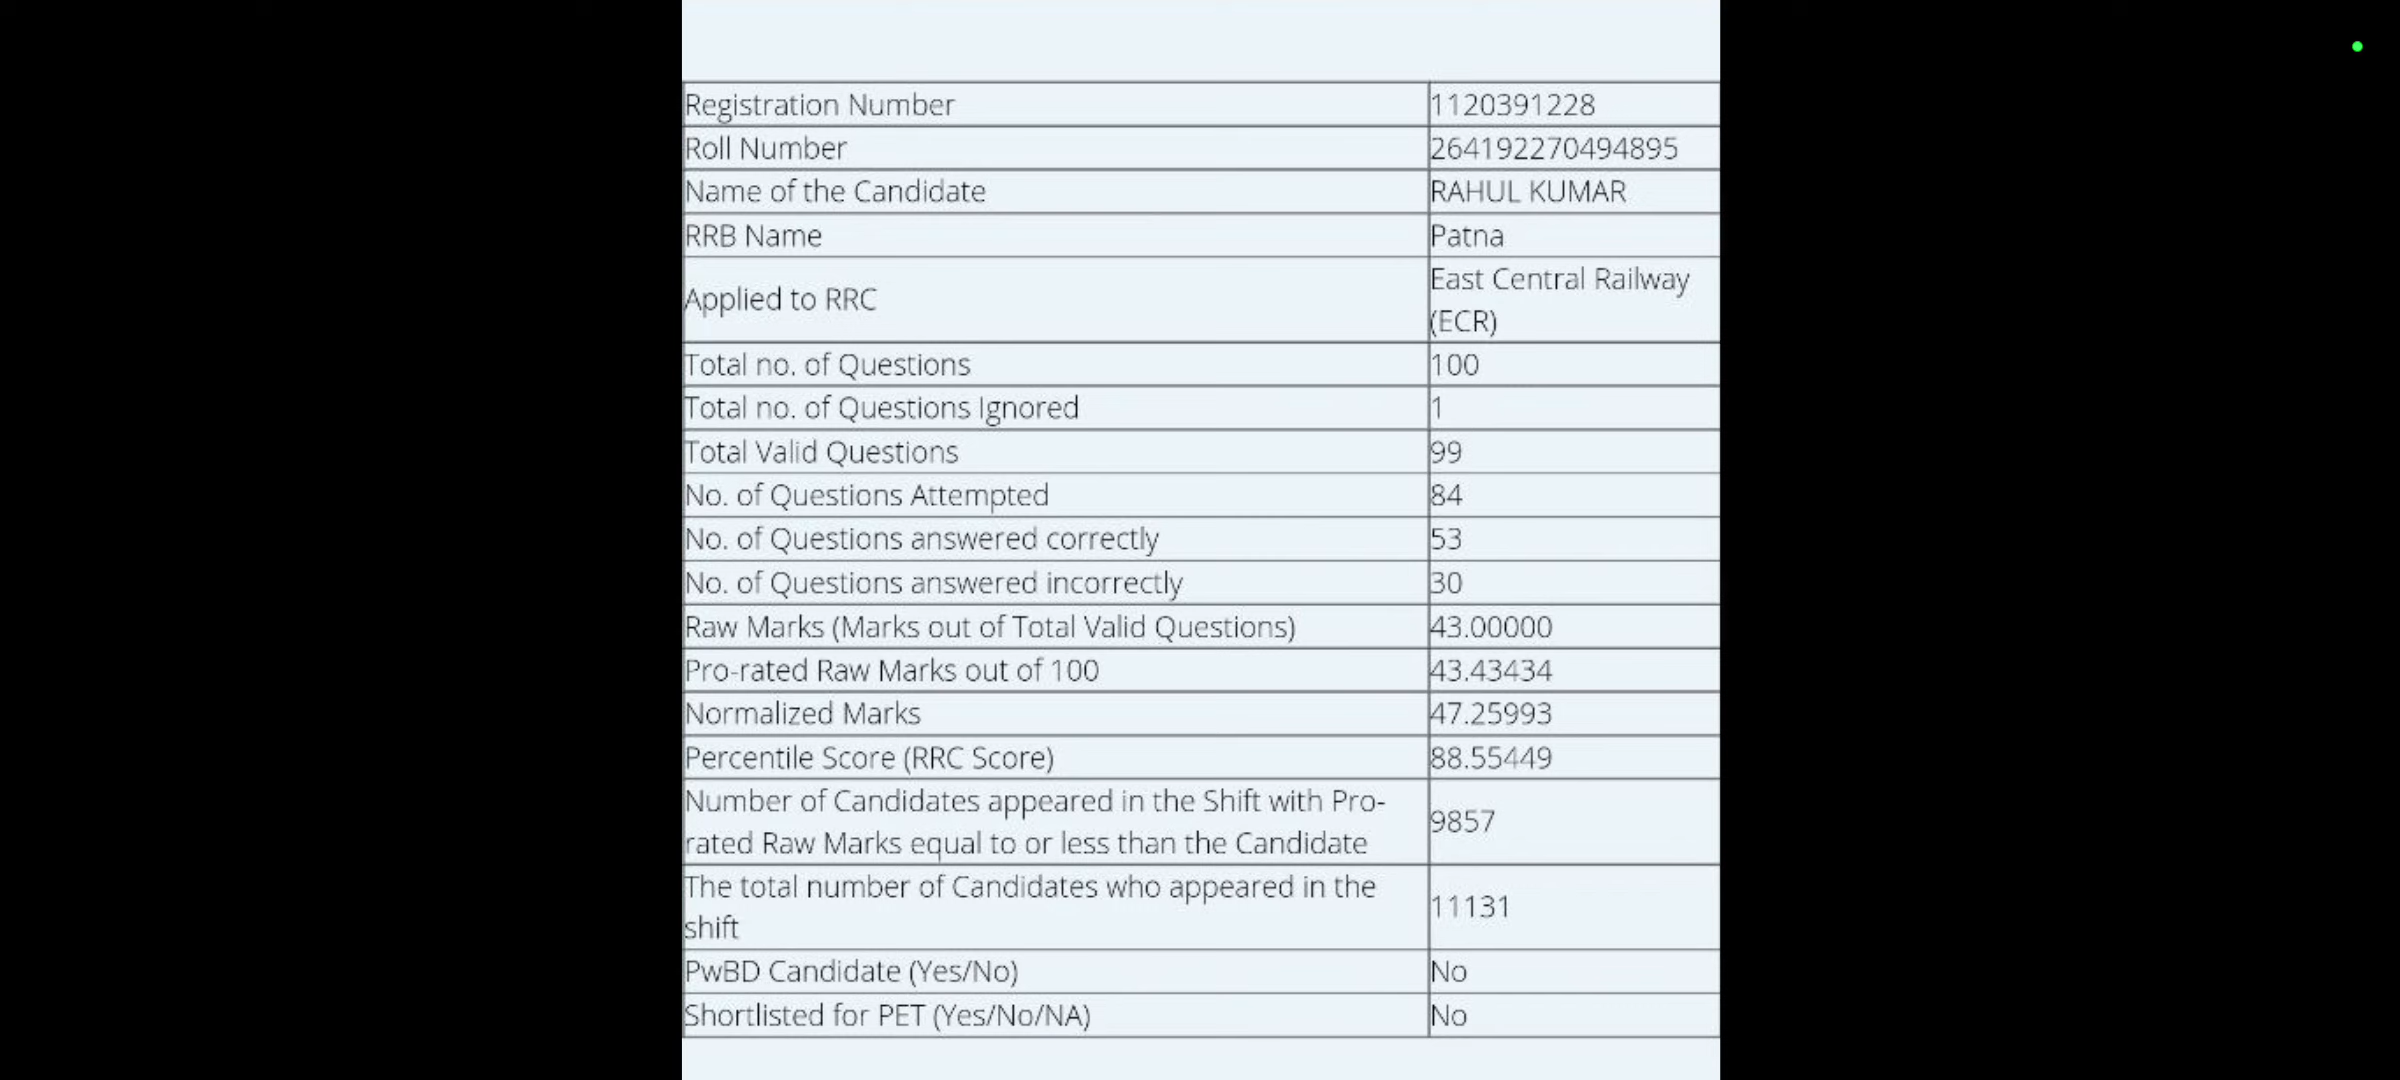 Registration Number 1120391228
Roll Number 264192270494895
Name of the Candidate RAHUL KUMAR
RRB Name Patna
Applied to RRC East Central Railway
(ECR)
Total no. of Questions 100
Total no. of Questions Ignored 1
Total Valid Questions 99
No. of Questions Attempted 84
No. of Questions answered correctly 53
No. of Questions answered incorrectly 30
Raw Marks (Marks out of Total Valid Questions) 43.00000
Pro-rated Raw Marks out of 100 43.43434
Normalized Marks 47.25993
Percentile Score (RRC Score) 88.55449
Number of Candidates appeared in the Shift with Pro-
rated Raw Marks equal to or less than the Candidate 9857
The total number of Candidates who appeared in the
shift 11131
PwBD Candidate (Yes/No) No
Shortlisted for PET (Yes/No/NA) No